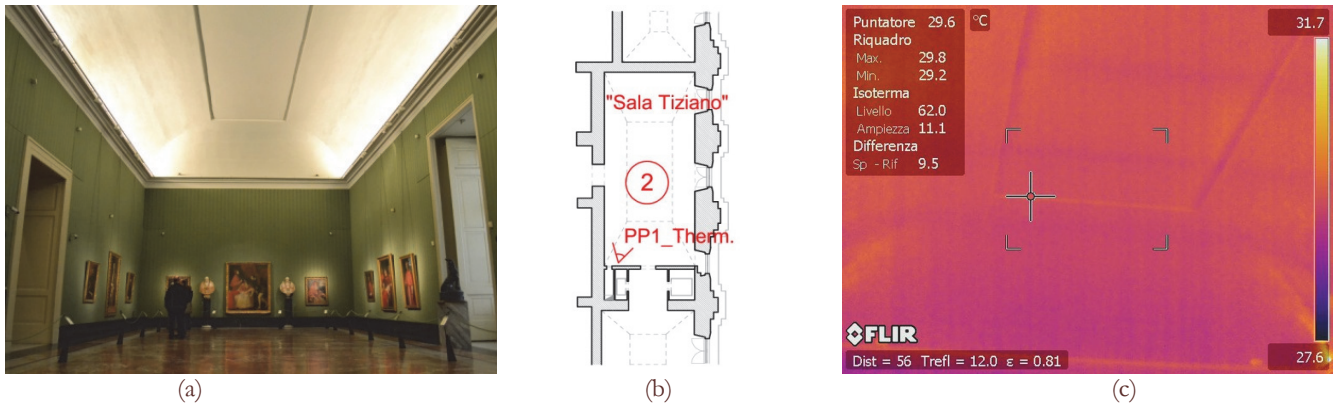 "Sala Tiziano"
2
PP1_Therm.
Puntatore 29.6 °C
Riquadro
Max. 29.8
Min. 29.2
Isoterma
Livello 62.0
Ampiezza 11.1
Differenza
Sp - Rif 9.5
31.7
27.6
FLIR
Dist = 56 Trefl = 12.0 ε = 0.81
(a)
(b)
(c)